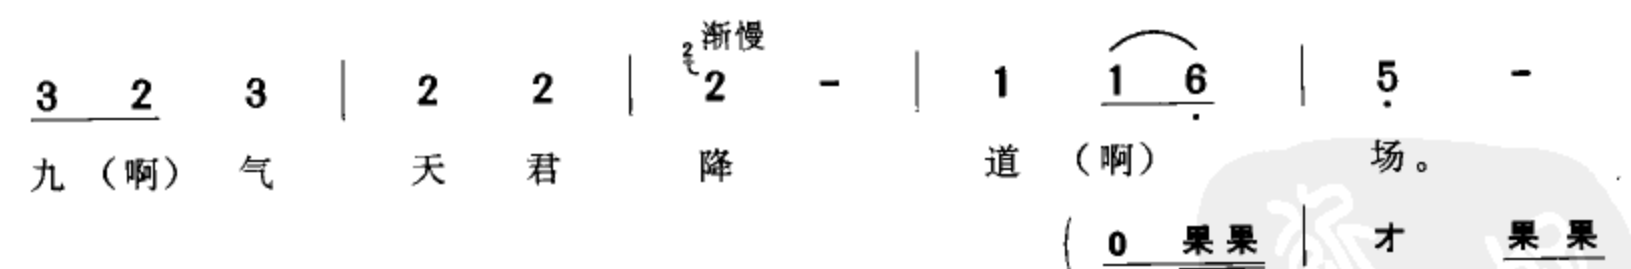 渐慢
3 2 3 | 2 2 | 2 2 - | 1 1 6 | 5 -
九（啊）气 天 君 降 道（啊） 场。
（ 0 果 果 | 才 果 果